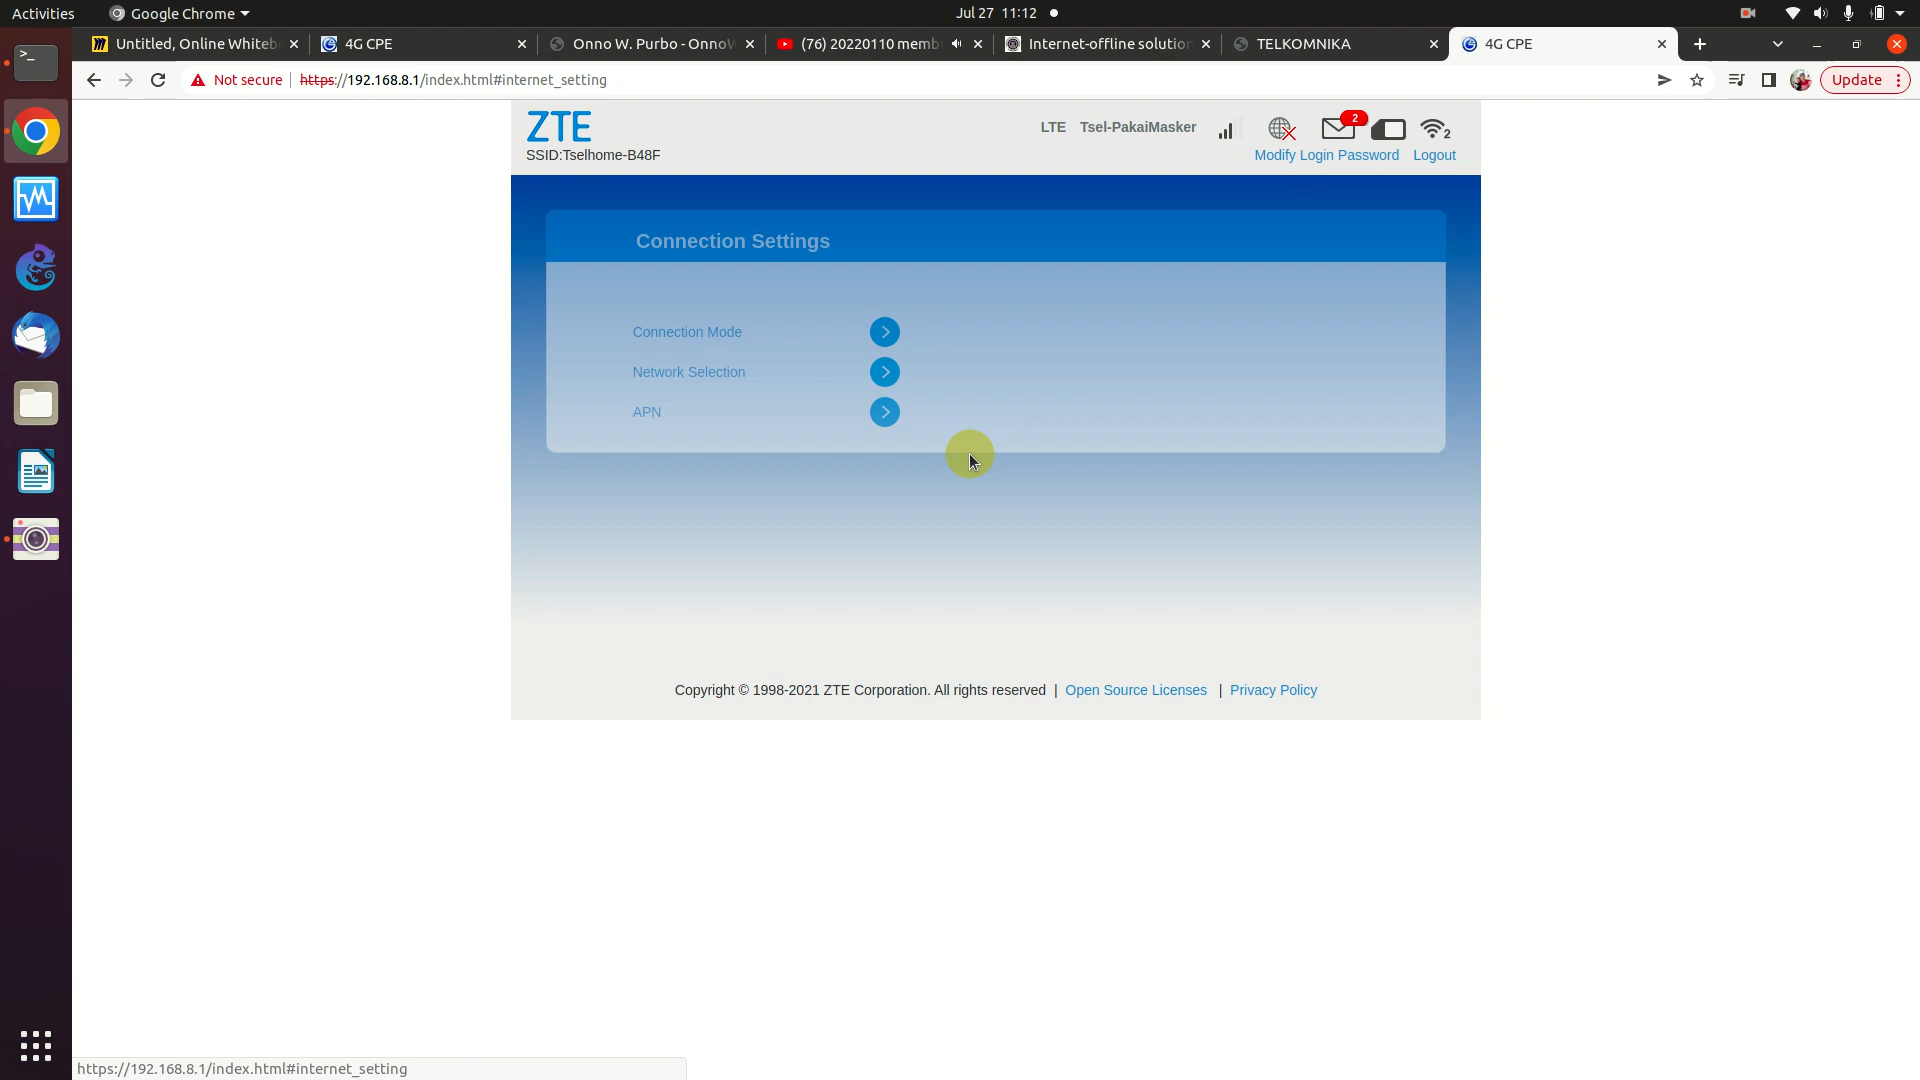 Activities
Google Chrome
Jul 27 11:12
Untitled, Online Whiteb
4G CPE
Onno W. Purbo - OnnoW
(76) 20220110 memb
Internet-offline solution
TELKOMNIKA
4G CPE
Not secure
https://192.168.8.1/index.html#internet_setting
Update
ZTE
LTE Tsel-PakaiMasker
2
2
SSID:Tselhome-B48F
Modify Login Password Logout
Connection Settings
Connection Mode
Network Selection
APN
Copyright © 1998-2021 ZTE Corporation. All rights reserved | Open Source Licenses | Privacy Policy
https://192.168.8.1/index.html#internet_setting